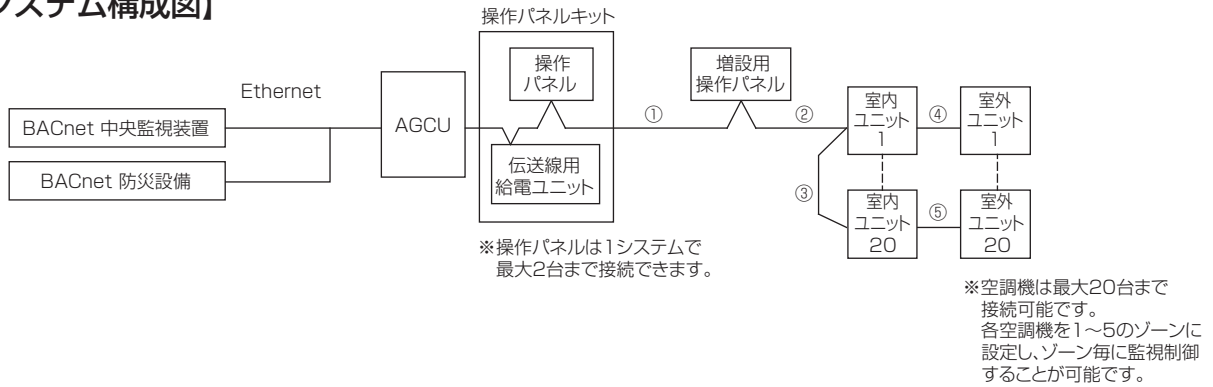 システム構成図】
操作パネルキット
操作
パネル
増設用
操作パネル
Ethernet
BACnet 中央監視装置
BACnet 防災設備
AGCU
伝送線用
給電ユニット
①
②
室内
ユニット
1
④
室外
ユニット
1
③
室内
ユニット
20
⑤
室外
ユニット
20
※操作パネルは1システムで
最大2台まで接続できます。
※空調機は最大20台まで
接続可能です。
各空調機を1〜5のゾーンに
設定し、ゾーン毎に監視制御
することが可能です。